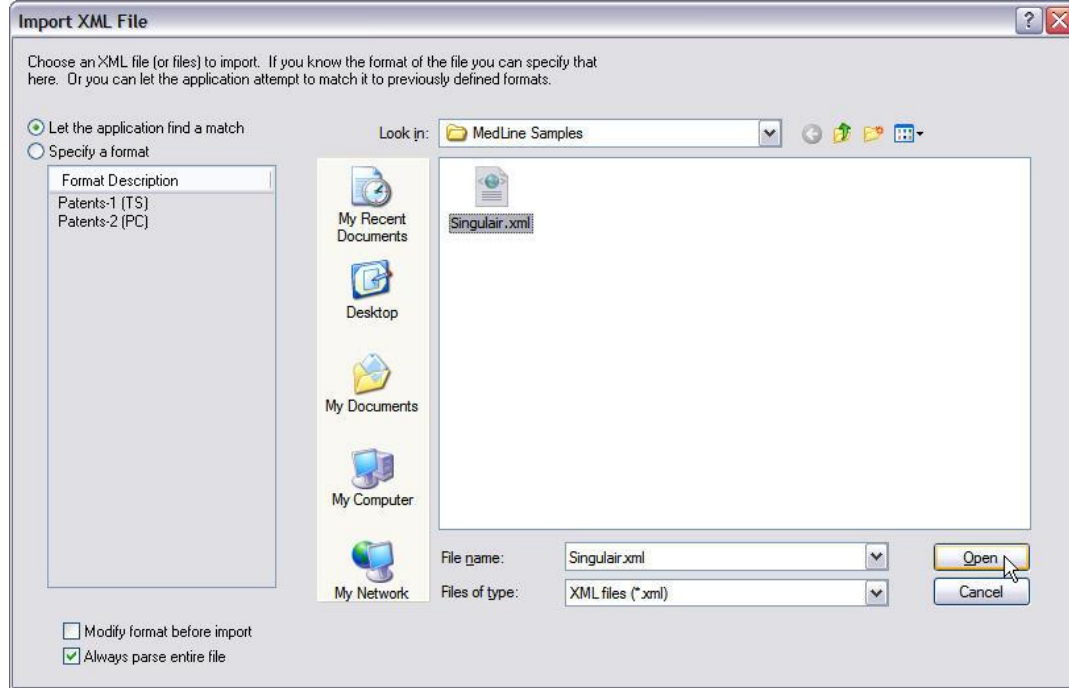 Import XML File
Choose an XML file (or files) to import. If you know the format of the file you can specify that
here. Or you can let the application attempt to match it to previously defined formats.
Let the application find a match
Specify a format
Format Description
Patents-1 (TS)
Patents-2 (PC)
Look in:
MedLine Samples
My Recent
Documents
Desktop
My Documents
My Computer
My Network
Singulair.xml
File name:
Singulair.xml
Open
Files of type:
XML files (*.xml)
Cancel
Modify format before import
Always parse entire file